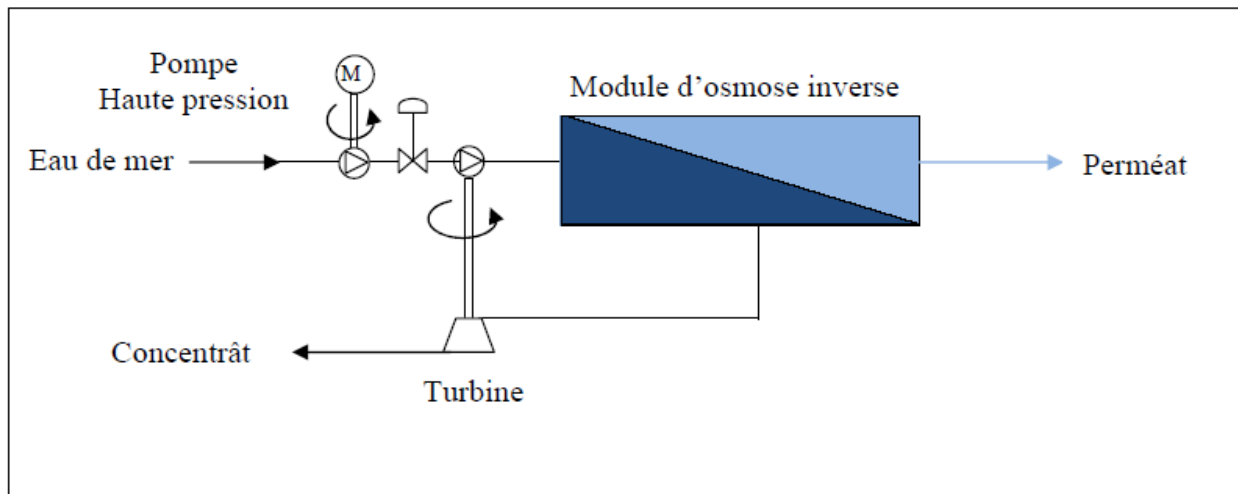 Pompe
Haute pression
M
Module d'osmose inverse
Eau de mer
Perméat
Concentrât
Turbine